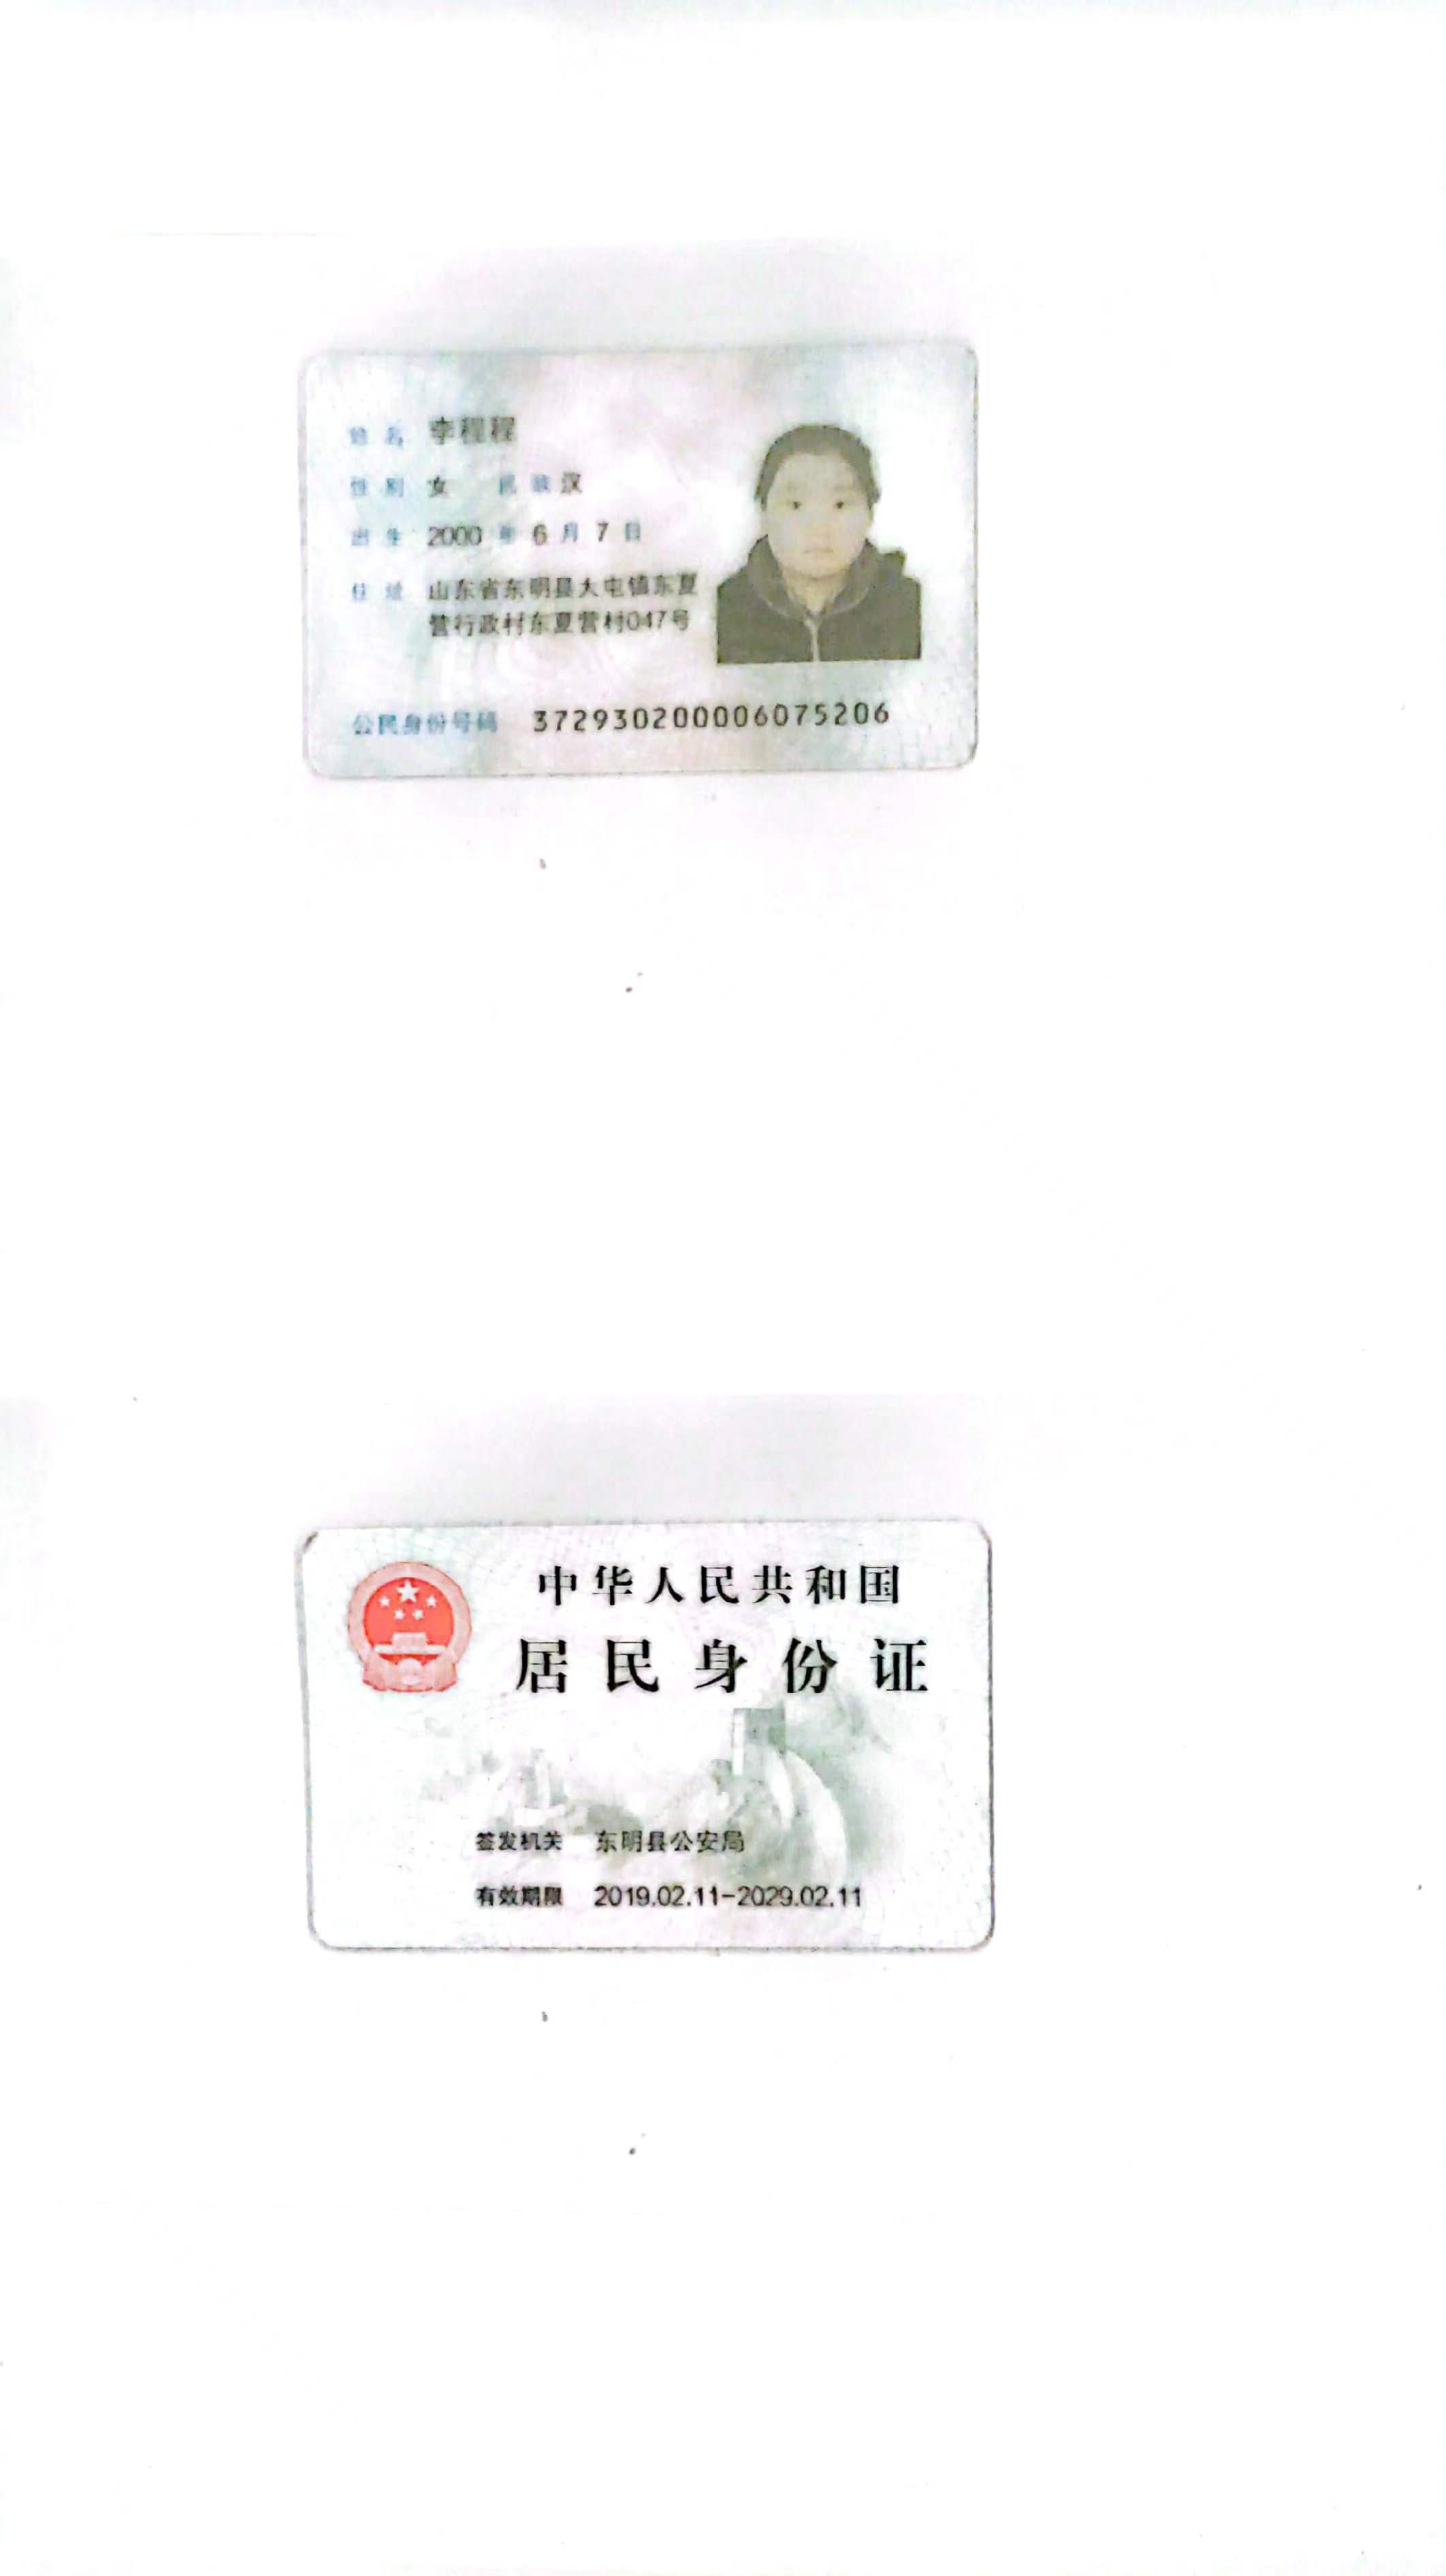 姓名 李程程
性别 女 民族 汉
出生 2000 年 6 月 7 日
住址 山东省东明县大屯镇东夏
营行政村东夏营村047号
公民身份号码 372930200006075206
中华人民共和国
居民身份证
签发机关 东明县公安局
有效期限 2019.02.11-2029.02.11